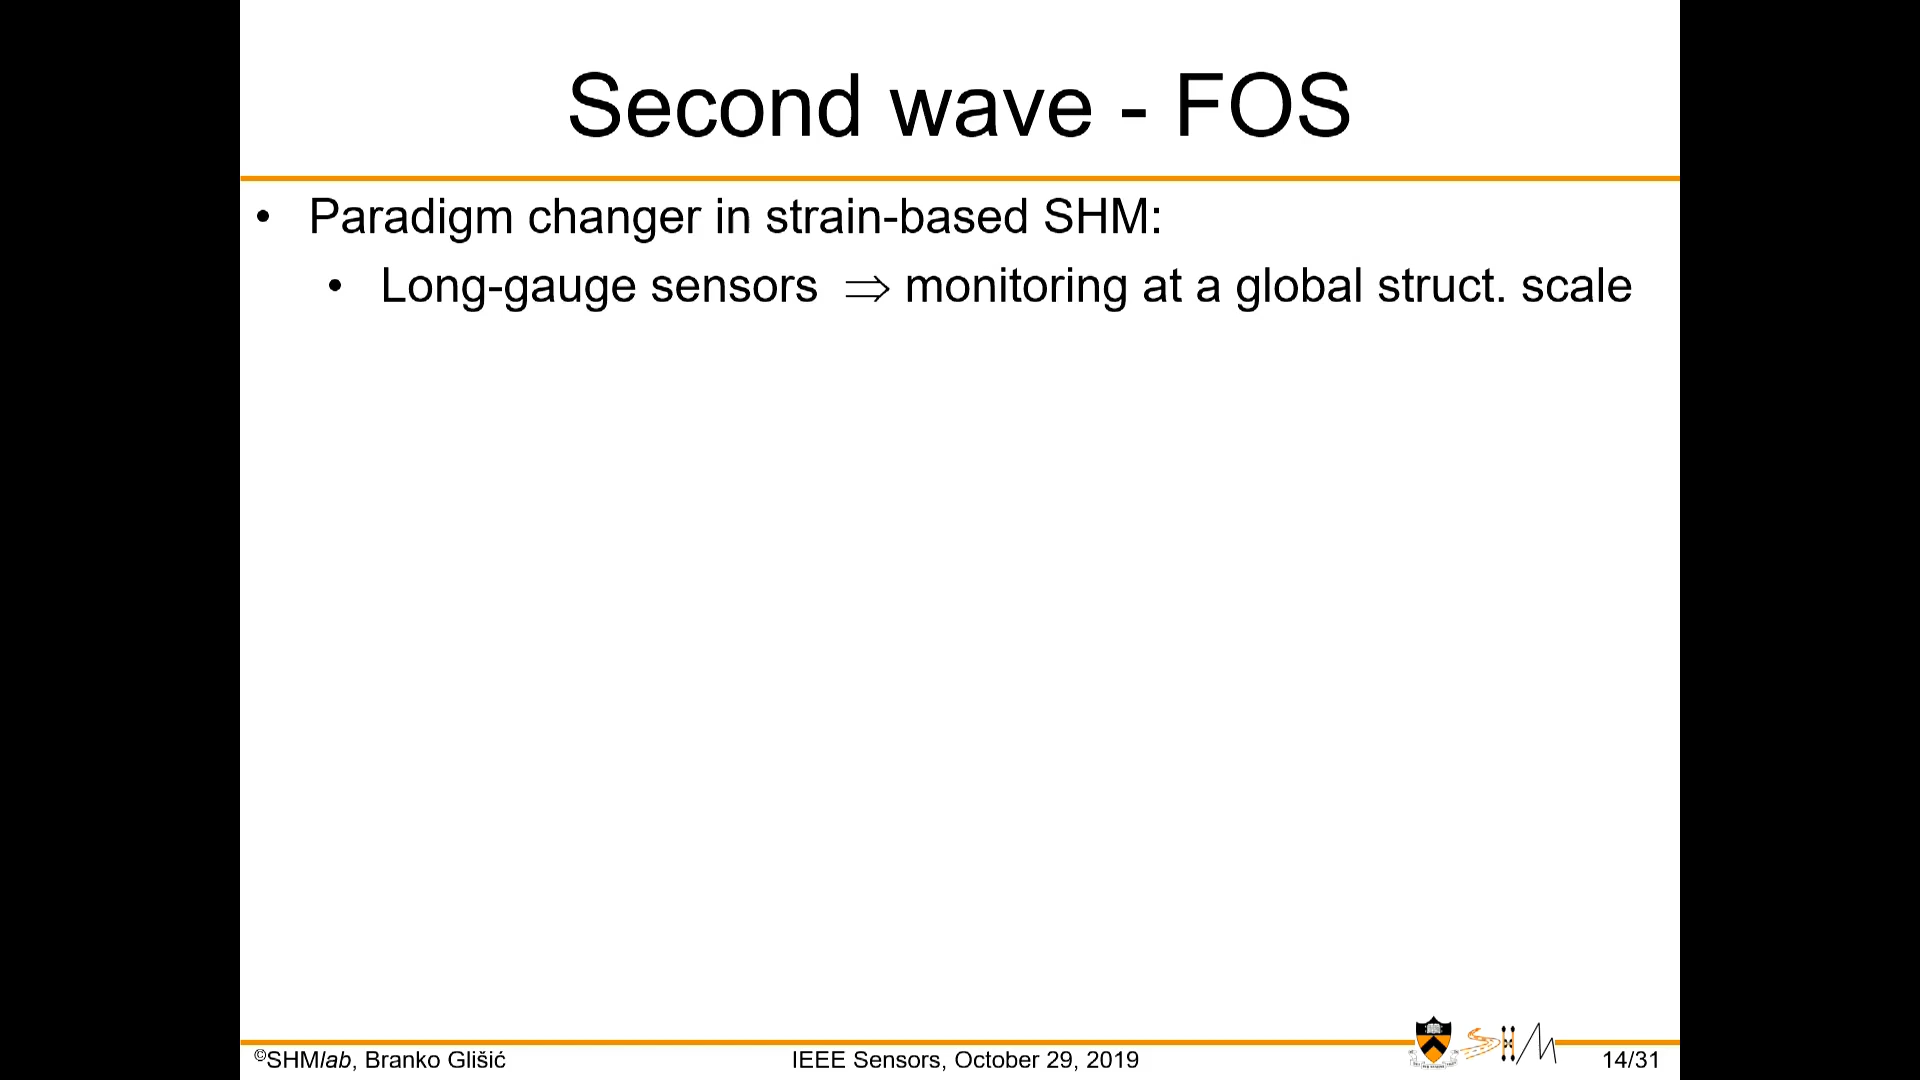 Second wave - FOS
• Paradigm changer in strain-based SHM:
• Long-gauge sensors ⇒ monitoring at a global struct. scale
©SHMlab, Branko Glišić
IEEE Sensors, October 29, 2019
SHM
14/31